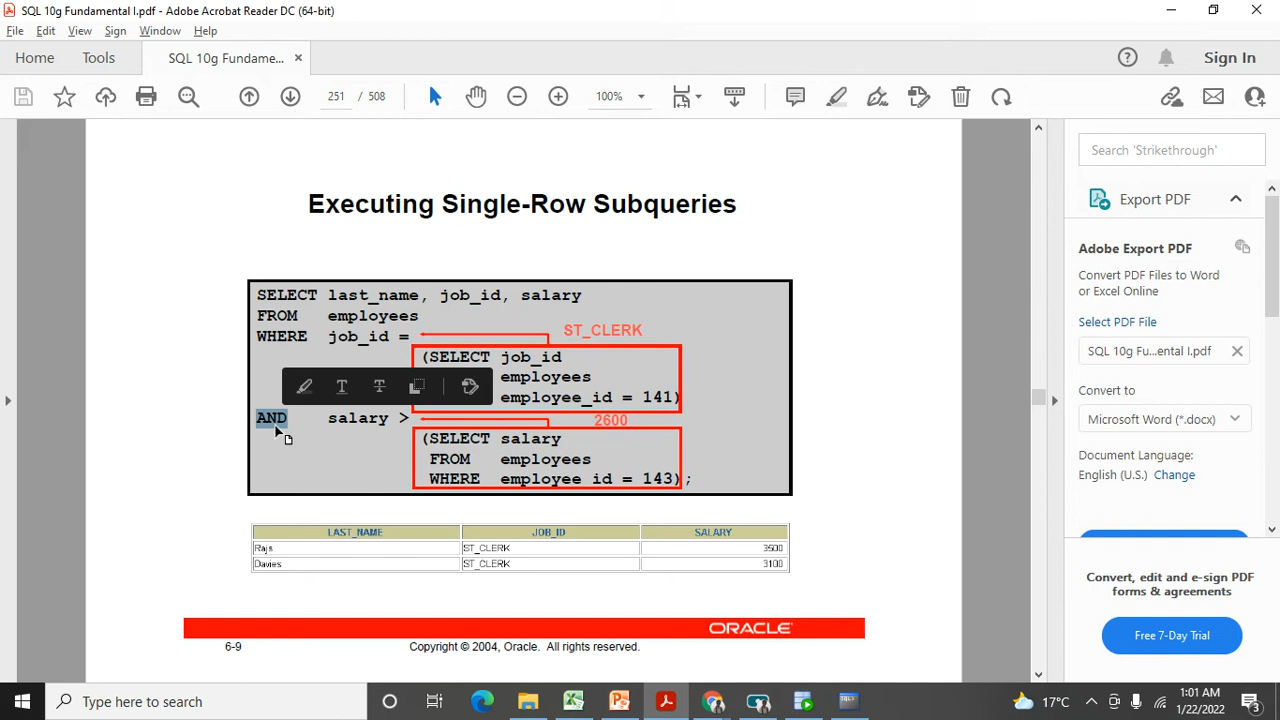 SQL 10g Fundamental I.pdf - Adobe Acrobat Reader DC (64-bit)
File Edit View Sign Window Help
Home Tools SQL 10g Fundame... Sign In
251 / 508 100%
Executing Single-Row Subqueries
SELECT last_name, job_id, salary
FROM employees
WHERE job_id = ST_CLERK
(SELECT job_id
employees
employee_id = 141)
AND salary > 2600
(SELECT salary
FROM employees
WHERE employee_id = 143);
LAST_NAME JOB_ID SALARY
Rajs ST_CLERK 3500
Davies ST_CLERK 3100
ORACLE
6-9 Copyright © 2004, Oracle. All rights reserved.
Search 'Strikethrough'
Export PDF
Adobe Export PDF
Convert PDF Files to Word
or Excel Online
Select PDF File
SQL 10g Fu...ental I.pdf
Convert to
Microsoft Word (*.docx)
Document Language:
English (U.S.) Change
Convert, edit and e-sign PDF
forms & agreements
Free 7-Day Trial
Type here to search
17°C
1:01 AM
1/22/2022
3